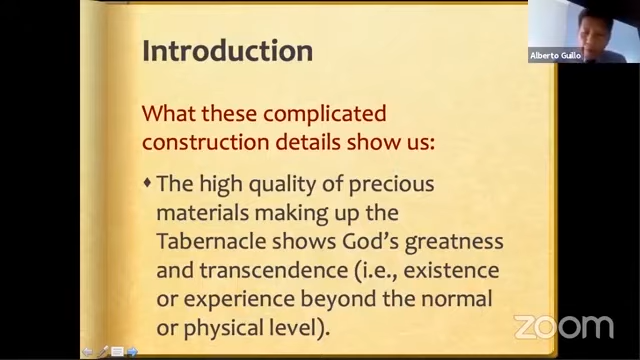 Introduction
Alberto Guilo
What these complicated
construction details show us:
The high quality of precious
materials making up the
Tabernacle shows God's greatness
and transcendence (i.e., existence
or experience beyond the normal
or physical level).
zoom